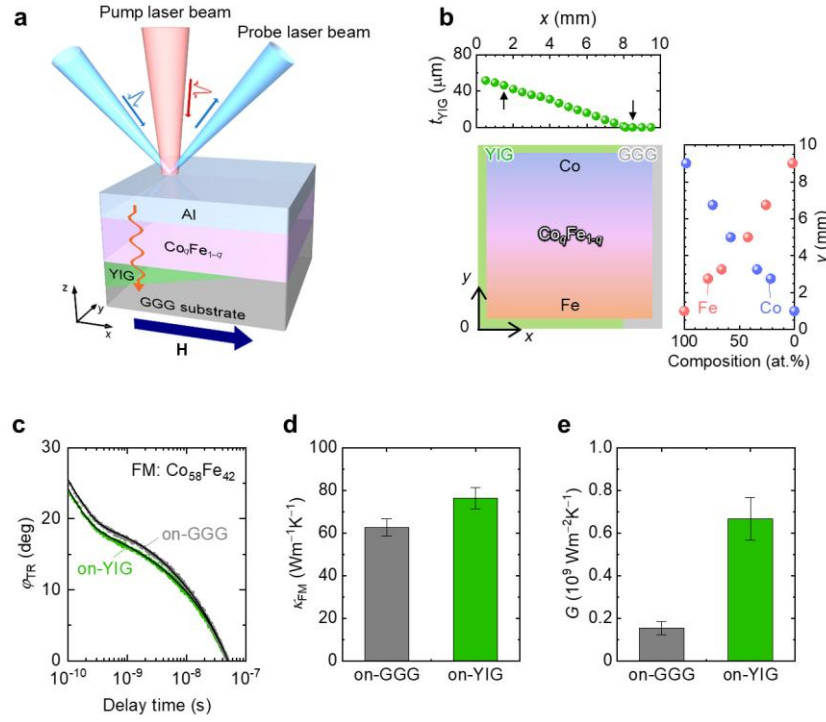 a
Pump laser beam
Probe laser beam
Al
CoqFe1−q
YIG
GGG substrate
z
y
x
H
b
x (mm)
0 2 4 6 8 10
tYIG (μm)
80
40
0
YIG
GGG
Co
CoqFe1−q
Fe
y
0
x
y (mm)
10
8
6
4
2
0
Fe
Co
100 50 0
Composition (at.%)
c
FM: Co58Fe42
on-GGG
on-YIG
φTR (deg)
30
20
10
0
10−10 10−9 10−8 10−7
Delay time (s)
d
κFM (Wm−1K−1)
100
80
60
40
20
0
on-GGG on-YIG
e
G (10⁹ Wm−2K−1)
1.0
0.8
0.6
0.4
0.2
0
on-GGG on-YIG